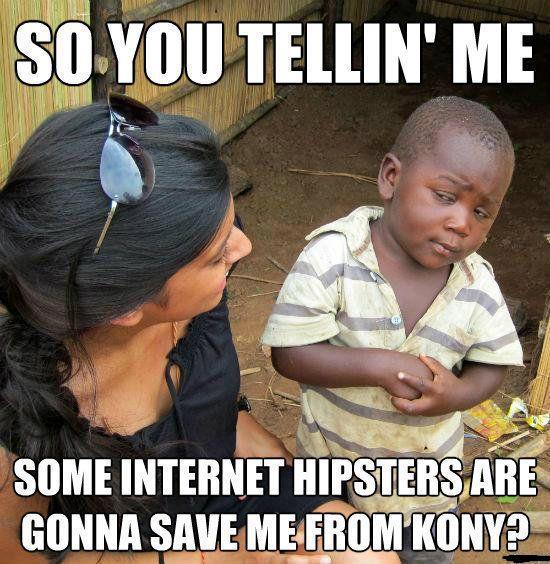 SO YOU TELLIN' ME
SOME INTERNET HIPSTERS ARE
GONNA SAVE ME FROM KONY?